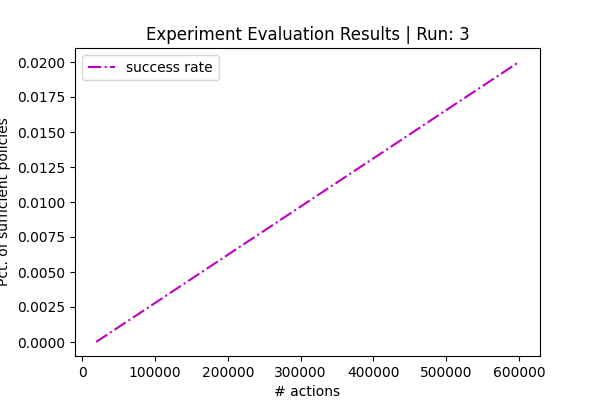 Experiment Evaluation Results | Run: 3
success rate
0.0200
0.0175
0.0150
0.0125
0.0100
0.0075
0.0050
0.0025
0.0000
Pct. of sufficient policies
0 100000 200000 300000 400000 500000 600000
# actions